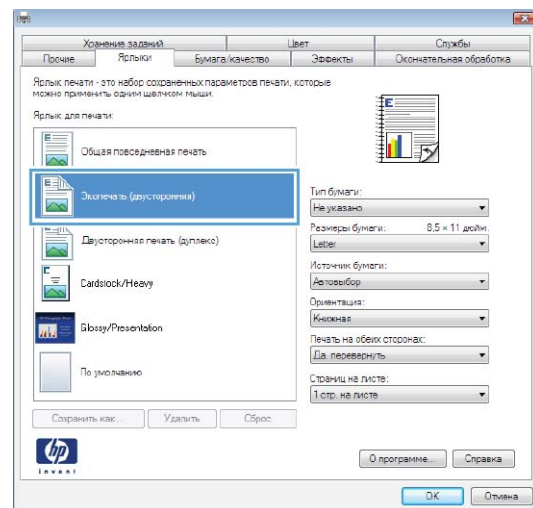 Хранение заданий
Цвет
Службы
Прочие
Ярлыки
Бумага/качество
Эффекты
Окончательная обработка
Ярлык печати - это набор сохраненных параметров печати, которые
можно применить одним щелчком мыши.
Ярлык для печати:
Общая повседневная печать
Экопечать (двусторонняя)
Двусторонняя печать (дуплекс)
Cardstock/Heavy
Glossy/Presentation
По умолчанию
Сохранить как...
Удалить
Сброс
Тип бумаги:
Не указано
Размеры бумаги: 8,5 × 11 дюйм.
Letter
Источник бумаги:
Автовыбор
Ориентация:
Книжная
Печать на обеих сторонах:
Да, перевернуть
Страниц на листе:
1 стр. на листе
hp
invent
О программе...
Справка
OK
Отмена